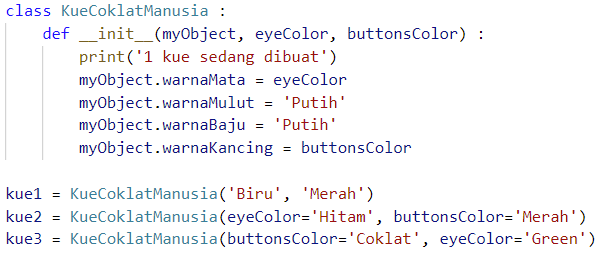 class KueCoklatManusia :
    def __init__(myObject, eyeColor, buttonsColor) :
        print('1 kue sedang dibuat')
        myObject.warnaMata = eyeColor
        myObject.warnaMulut = 'Putih'
        myObject.warnaBaju = 'Putih'
        myObject.warnaKancing = buttonsColor

kue1 = KueCoklatManusia('Biru', 'Merah')
kue2 = KueCoklatManusia(eyeColor='Hitam', buttonsColor='Merah')
kue3 = KueCoklatManusia(buttonsColor='Coklat', eyeColor='Green')